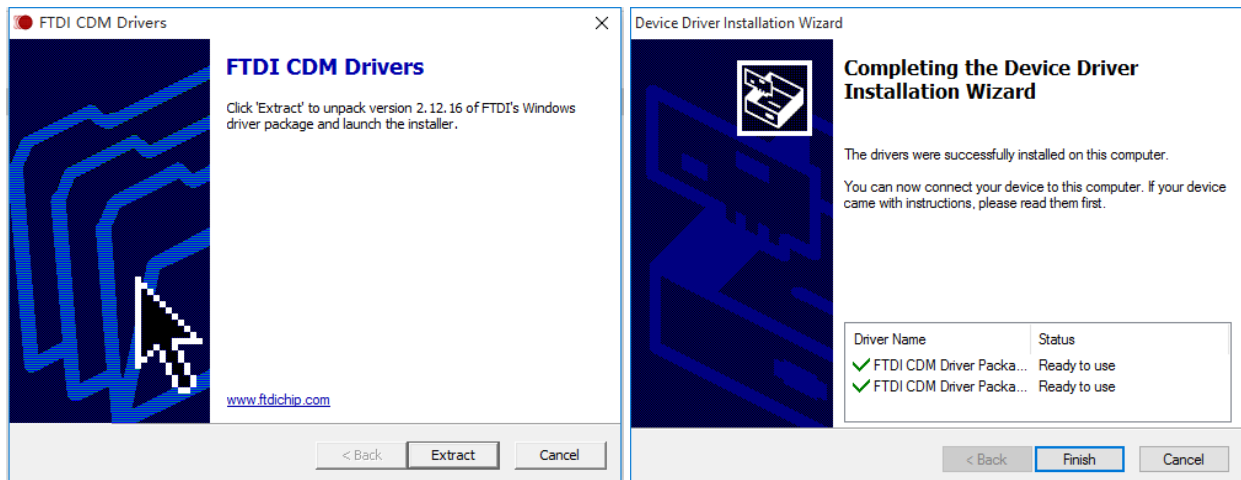 FTDI CDM Drivers
FTDI CDM Drivers
Click 'Extract' to unpack version 2.12.16 of FTDI's Windows
driver package and launch the installer.
www.ftdichip.com
< Back
Extract
Cancel
Device Driver Installation Wizard
Completing the Device Driver
Installation Wizard
The drivers were successfully installed on this computer.
You can now connect your device to this computer. If your device
came with instructions, please read them first.
Driver Name Status
FTDI CDM Driver Packa... Ready to use
FTDI CDM Driver Packa... Ready to use
< Back
Finish
Cancel